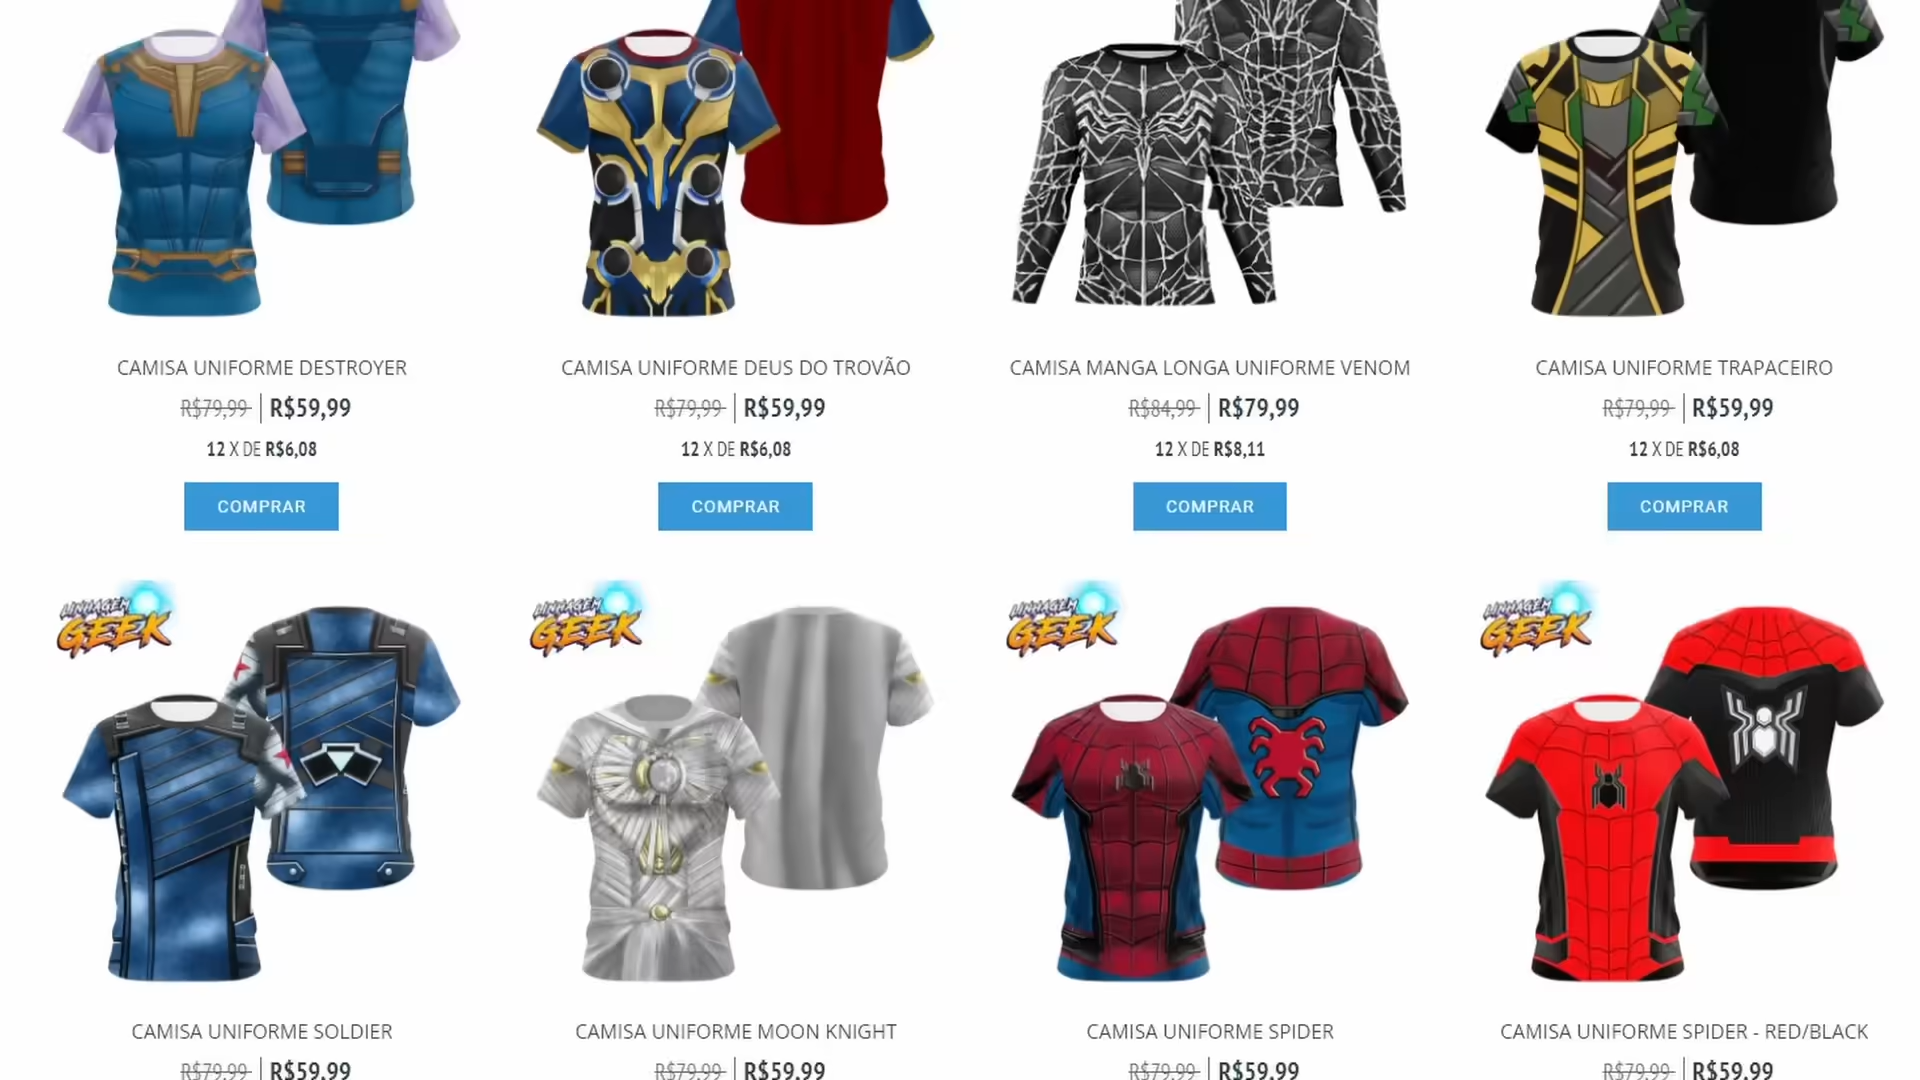 CAMISA UNIFORME DESTROYER
R$79,99 R$59,99
12 X DE R$6,08
COMPRAR
CAMISA UNIFORME DEUS DO TROVÃO
R$79,99 R$59,99
12 X DE R$6,08
COMPRAR
CAMISA MANGA LONGA UNIFORME VENOM
R$84,99 R$79,99
12 X DE R$8,11
COMPRAR
CAMISA UNIFORME TRAPACEIRO
R$79,99 R$59,99
12 X DE R$6,08
COMPRAR
LINHAGEM
GEEK
CAMISA UNIFORME SOLDIER
R$79,99 R$59,99
LINHAGEM
GEEK
CAMISA UNIFORME MOON KNIGHT
R$79,99 R$59,99
LINHAGEM
GEEK
CAMISA UNIFORME SPIDER
R$79,99 R$59,99
LINHAGEM
GEEK
CAMISA UNIFORME SPIDER - RED/BLACK
R$79,99 R$59,99